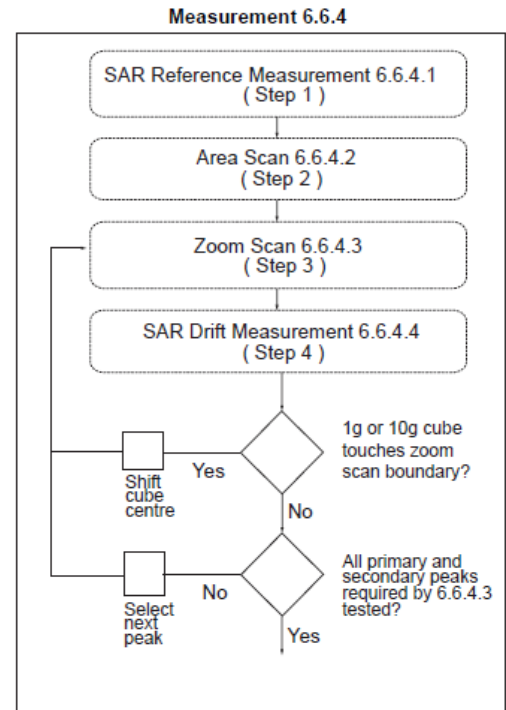 Measurement 6.6.4
SAR Reference Measurement 6.6.4.1
( Step 1 )
Area Scan 6.6.4.2
( Step 2 )
Zoom Scan 6.6.4.3
( Step 3 )
SAR Drift Measurement 6.6.4.4
( Step 4 )
1g or 10g cube
touches zoom
scan boundary?
Yes
Shift
cube
centre
No
All primary and
secondary peaks
required by 6.6.4.3
tested?
No
Select
next
peak
Yes